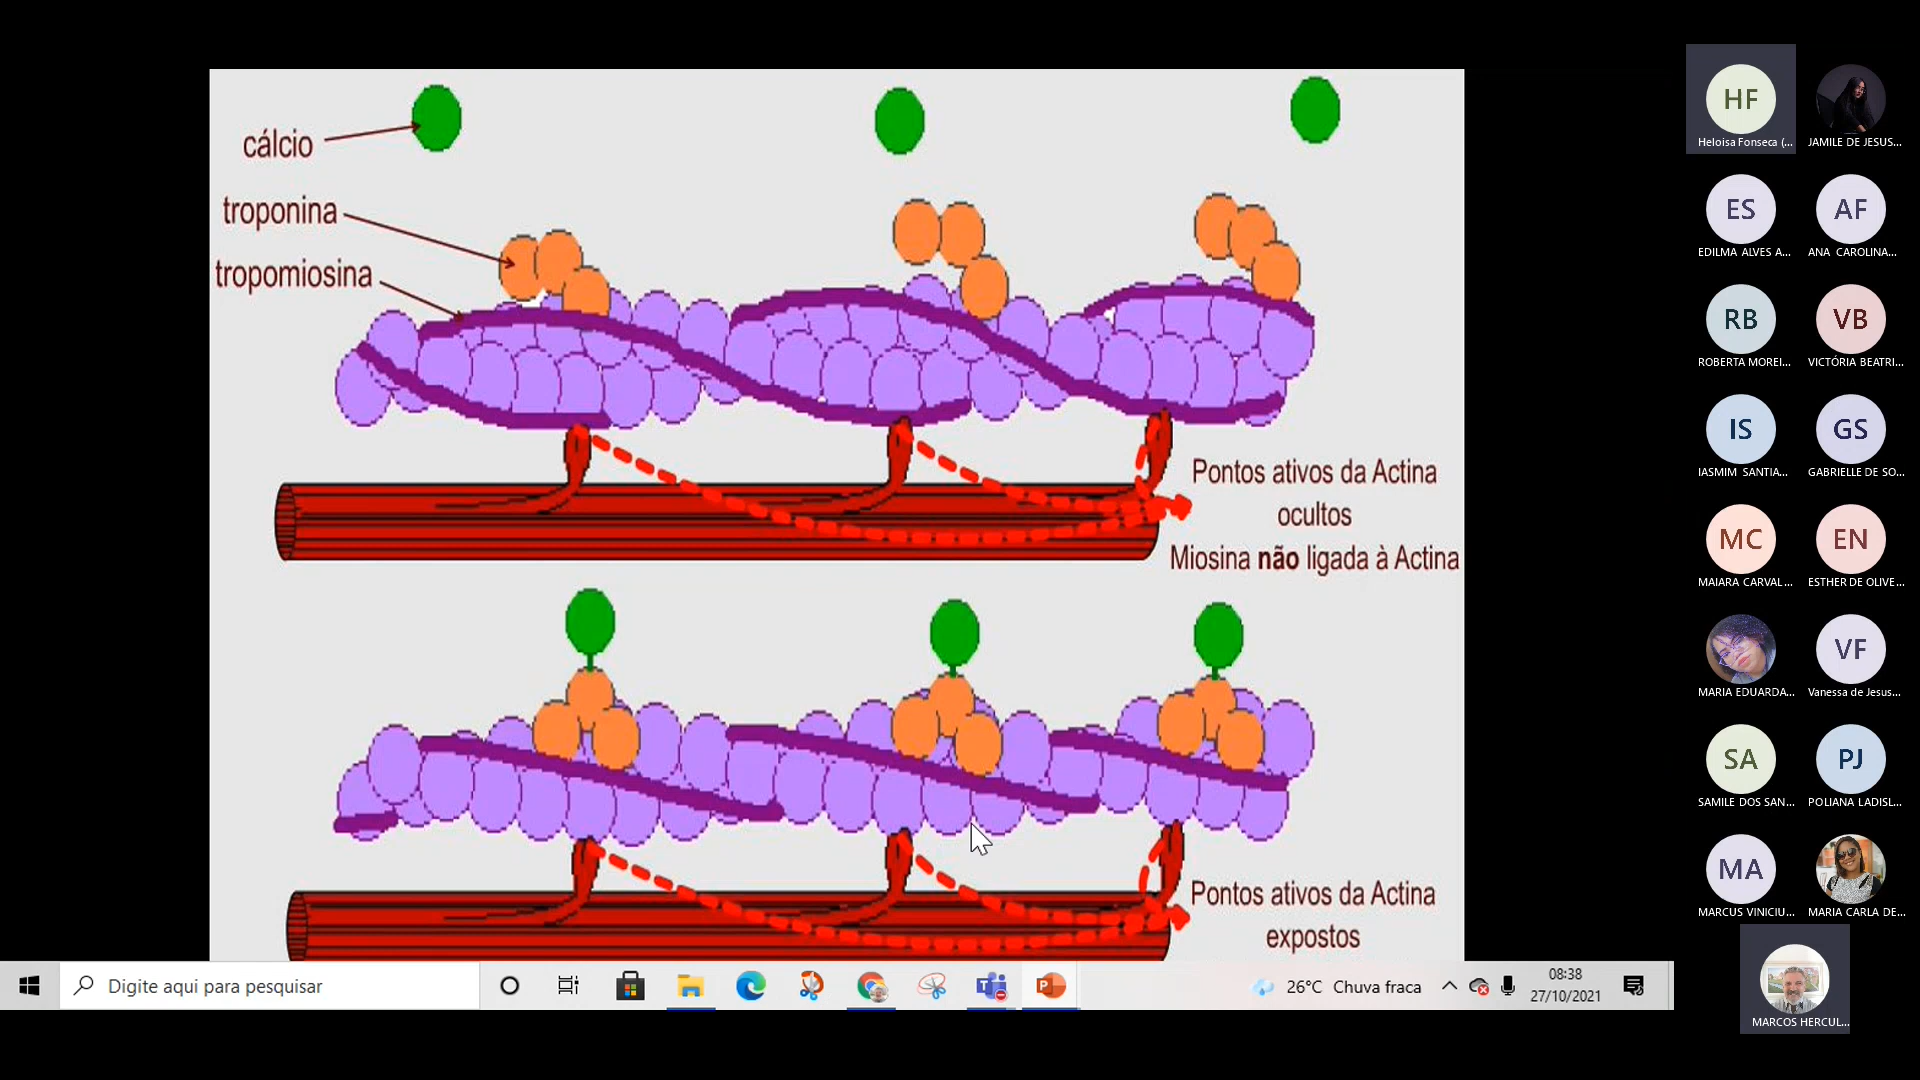 cálcio
troponina
tropomiosina
Pontos ativos da Actina
ocultos
Miosina não ligada à Actina
Pontos ativos da Actina
expostos
HF
Heloisa Fonseca (...
JAMILE DE JESUS...
ES
EDILMA ALVES A...
AF
ANA CAROLINA...
RB
ROBERTA MOREI...
VB
VICTÓRIA BEATRI...
IS
IASMIM SANTIA...
GS
GABRIELLE DE SO...
MC
MAIARA CARVAL...
EN
ESTHER DE OLIVE...
MARIA EDUARDA...
VF
Vanessa de Jesus...
SA
SAMILE DOS SAN...
PJ
POLIANA LADISL...
MA
MARCUS VINICIU...
MARIA CARLA DE...
MARCOS HERCUL...
Digite aqui para pesquisar
26°C Chuva fraca
08:38
27/10/2021